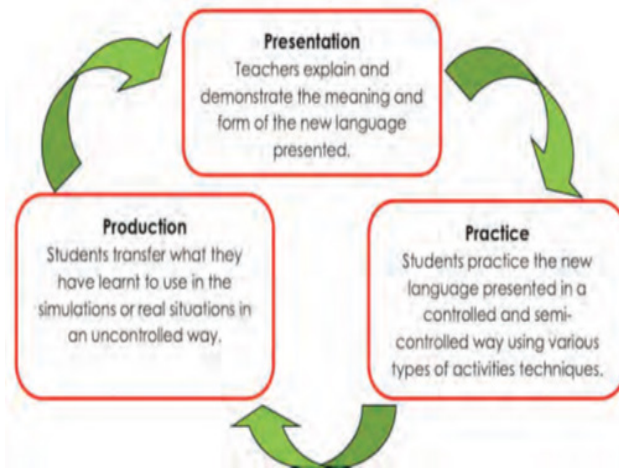 Presentation
Teachers explain and
demonstrate the meaning and
form of the new language
presented.
Production
Students transfer what they
have learnt to use in the
simulations or real situations in
an uncontrolled way.
Practice
Students practice the new
language presented in a
controlled and semi-
controlled way using various
types of activities techniques.